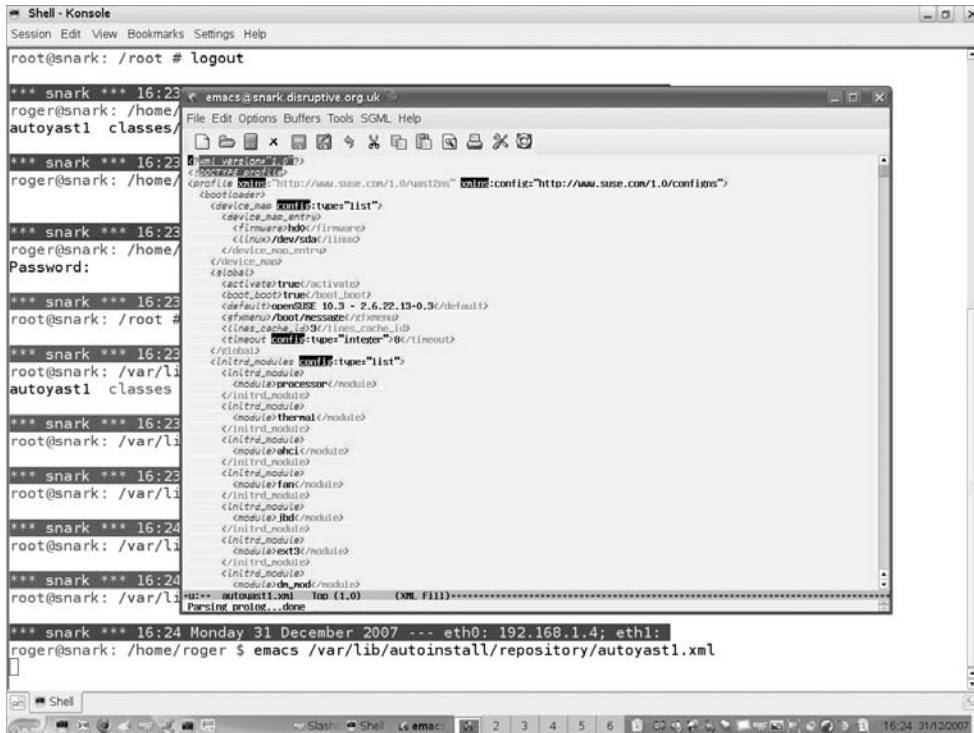 Shell - Konsole
Session Edit View Bookmarks Settings Help
root@snark: /root # logout
*** snark *** 16:23
roger@snark: /home/
autoyast1 classes/
*** snark *** 16:23
roger@snark: /home/
*** snark *** 16:23
roger@snark: /home/
Password:
*** snark *** 16:23
root@snark: /root #
*** snark *** 16:23
root@snark: /var/li
autoyast1 classes
*** snark *** 16:23
root@snark: /var/li
*** snark *** 16:23
root@snark: /var/li
*** snark *** 16:24
root@snark: /var/li
*** snark *** 16:24
root@snark: /var/li
*** snark *** 16:24 Monday 31 December 2007 --- eth0: 192.168.1.4; eth1:
roger@snark: /home/roger $ emacs /var/lib/autoinstall/repository/autoyast1.xml
emacs@snark.disruptive.org.uk
File Edit Options Buffers Tools SGML Help
<?xml version="1.0"?>
<!DOCTYPE profile>
<profile xmlns="http://www.suse.com/1.0/yast2ns" xmlns:config="http://www.suse.com/1.0/configns">
<bootloader>
<device_map config:type="list">
<device_map_entry>
<firmware>hd0</firmware>
<linux>/dev/sda</linux>
</device_map_entry>
</device_map>
<global>
<activate>true</activate>
<boot_boot>true</boot_boot>
<default>openSUSE 10.3 - 2.6.22.13-0.3</default>
<gfxmenu>/boot/message</gfxmenu>
<lines_cache_id>3</lines_cache_id>
<timeout config:type="integer">8</timeout>
</global>
<initrd_modules config:type="list">
<initrd_module>
<module>processor</module>
</initrd_module>
<initrd_module>
<module>thermal</module>
</initrd_module>
<initrd_module>
<module>ahci</module>
</initrd_module>
<initrd_module>
<module>fan</module>
</initrd_module>
<initrd_module>
<module>jbd</module>
</initrd_module>
<initrd_module>
<module>ext3</module>
</initrd_module>
<initrd_module>
<module>dm_mod</module>
-u:-- autoyast1.xml Top (1,0) (XML Fill)
Parsing prolog...done
Shell
Slash Shell emac 2 3 4 5 6 16:24 31/12/2007